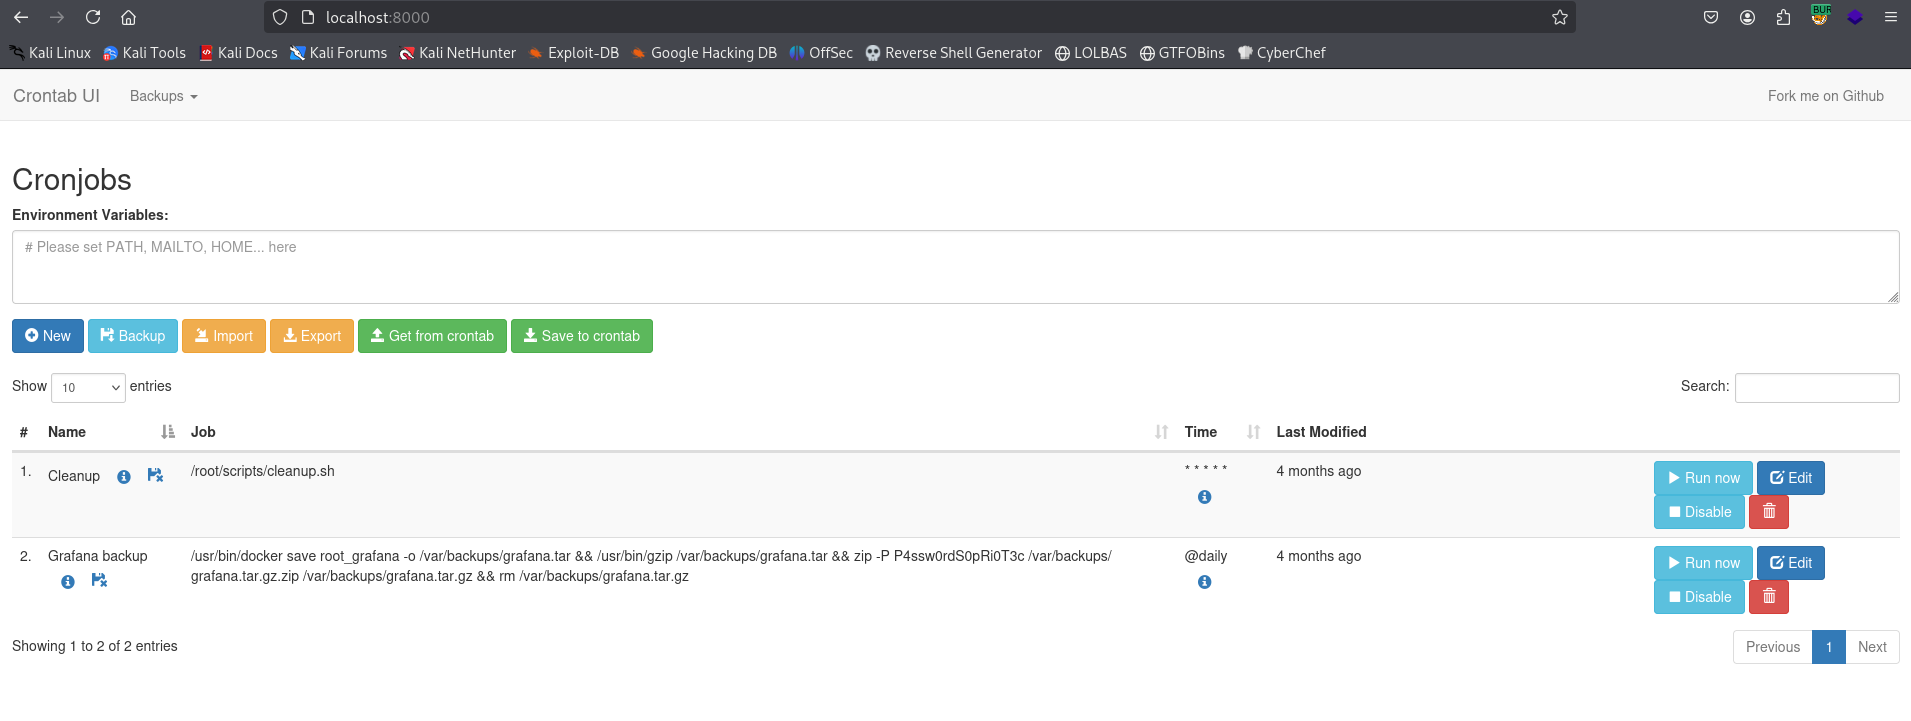 localhost:8000
BUR
Kali Linux Kali Tools Kali Docs Kali Forums Kali NetHunter Exploit-DB Google Hacking DB OffSec Reverse Shell Generator LOLBAS GTFOBins CyberChef
Crontab UI Backups Fork me on Github
Cronjobs
Environment Variables:
# Please set PATH, MAILTO, HOME... here
New Backup Import Export Get from crontab Save to crontab
Show 10 entries Search:
# Name Job Time Last Modified
1. Cleanup /root/scripts/cleanup.sh * * * * * 4 months ago Run now Edit
Disable
2. Grafana backup /usr/bin/docker save root_grafana -o /var/backups/grafana.tar && /usr/bin/gzip /var/backups/grafana.tar && zip -P P4ssw0rdS0pRi0T3c /var/backups/ @daily 4 months ago Run now Edit
grafana.tar.gz.zip /var/backups/grafana.tar.gz && rm /var/backups/grafana.tar.gz Disable
Showing 1 to 2 of 2 entries Previous 1 Next